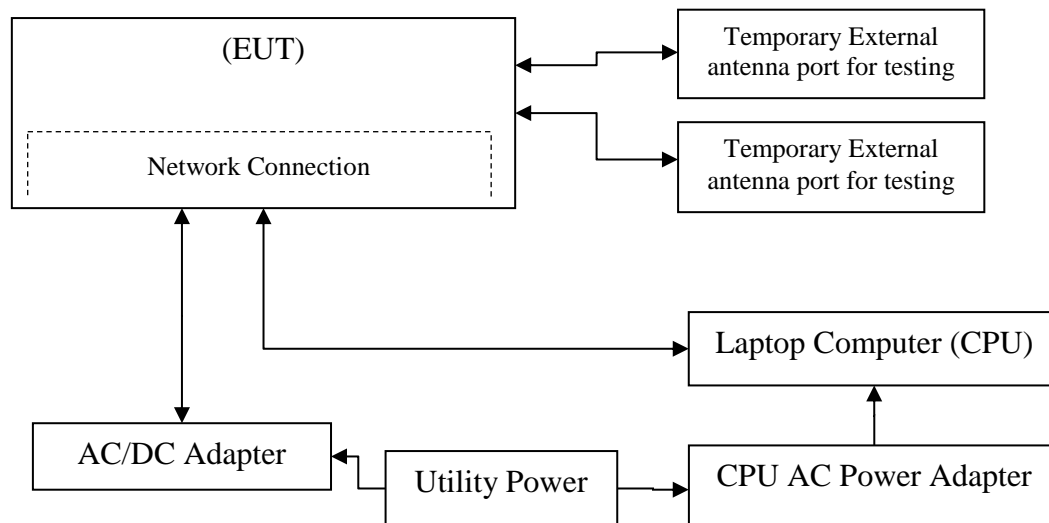 (EUT)
Temporary External
antenna port for testing
Network Connection
Temporary External
antenna port for testing
Laptop Computer (CPU)
AC/DC Adapter
Utility Power
CPU AC Power Adapter